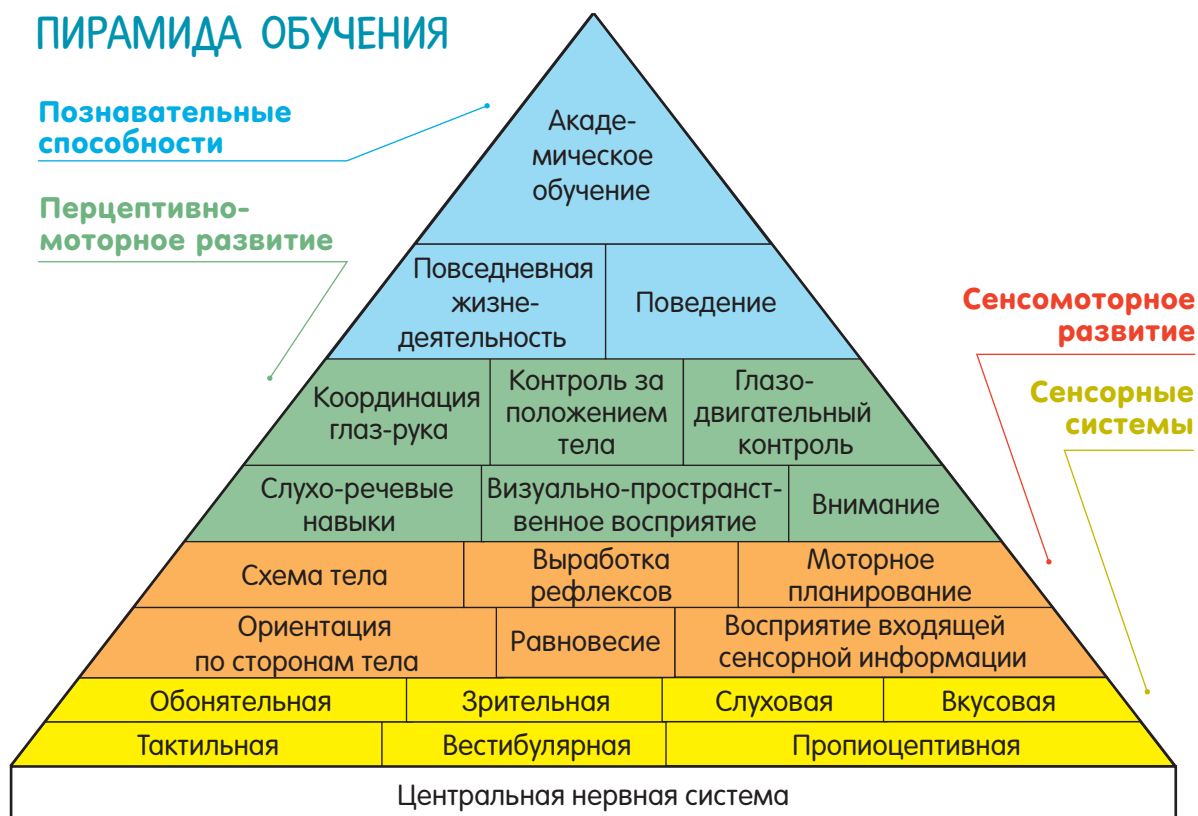 ПИРАМИДА ОБУЧЕНИЯ
Познавательные
способности
Перцептивно-
моторное развитие
Сенсомоторное
развитие
Сенсорные
системы
Акаде-
мическое
обучение
Повседневная
жизне-
деятельность
Поведение
Координация
глаз-рука
Контроль за
положением
тела
Глазо-
двигательный
контроль
Слухо-речевые
навыки
Визуально-пространст-
венное восприятие
Внимание
Схема тела
Выработка
рефлексов
Моторное
планирование
Ориентация
по сторонам тела
Равновесие
Восприятие входящей
сенсорной информации
Обонятельная
Зрительная
Слуховая
Вкусовая
Тактильная
Вестибулярная
Проприоцептивная
Центральная нервная система